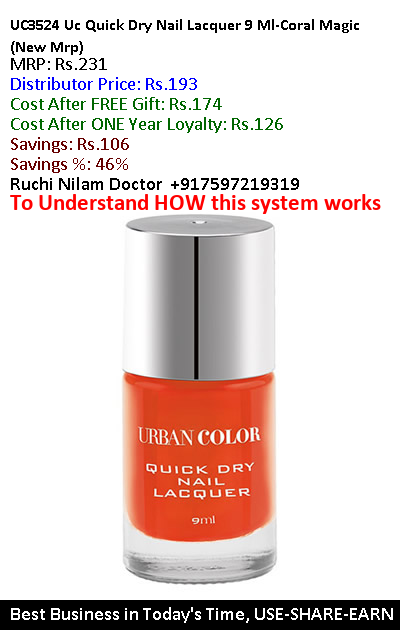 UC3524 Uc Quick Dry Nail Lacquer 9 Ml-Coral Magic
(New Mrp)
MRP: Rs.231
Distributor Price: Rs.193
Cost After FREE Gift: Rs.174
Cost After ONE Year Loyalty: Rs.126
Savings: Rs.106
Savings %: 46%
Ruchi Nilam Doctor +917597219319
To Understand HOW this system works
URBAN COLOR
QUICK DRY
NAIL
LACQUER
9ml
Best Business in Today's Time, USE-SHARE-EARN